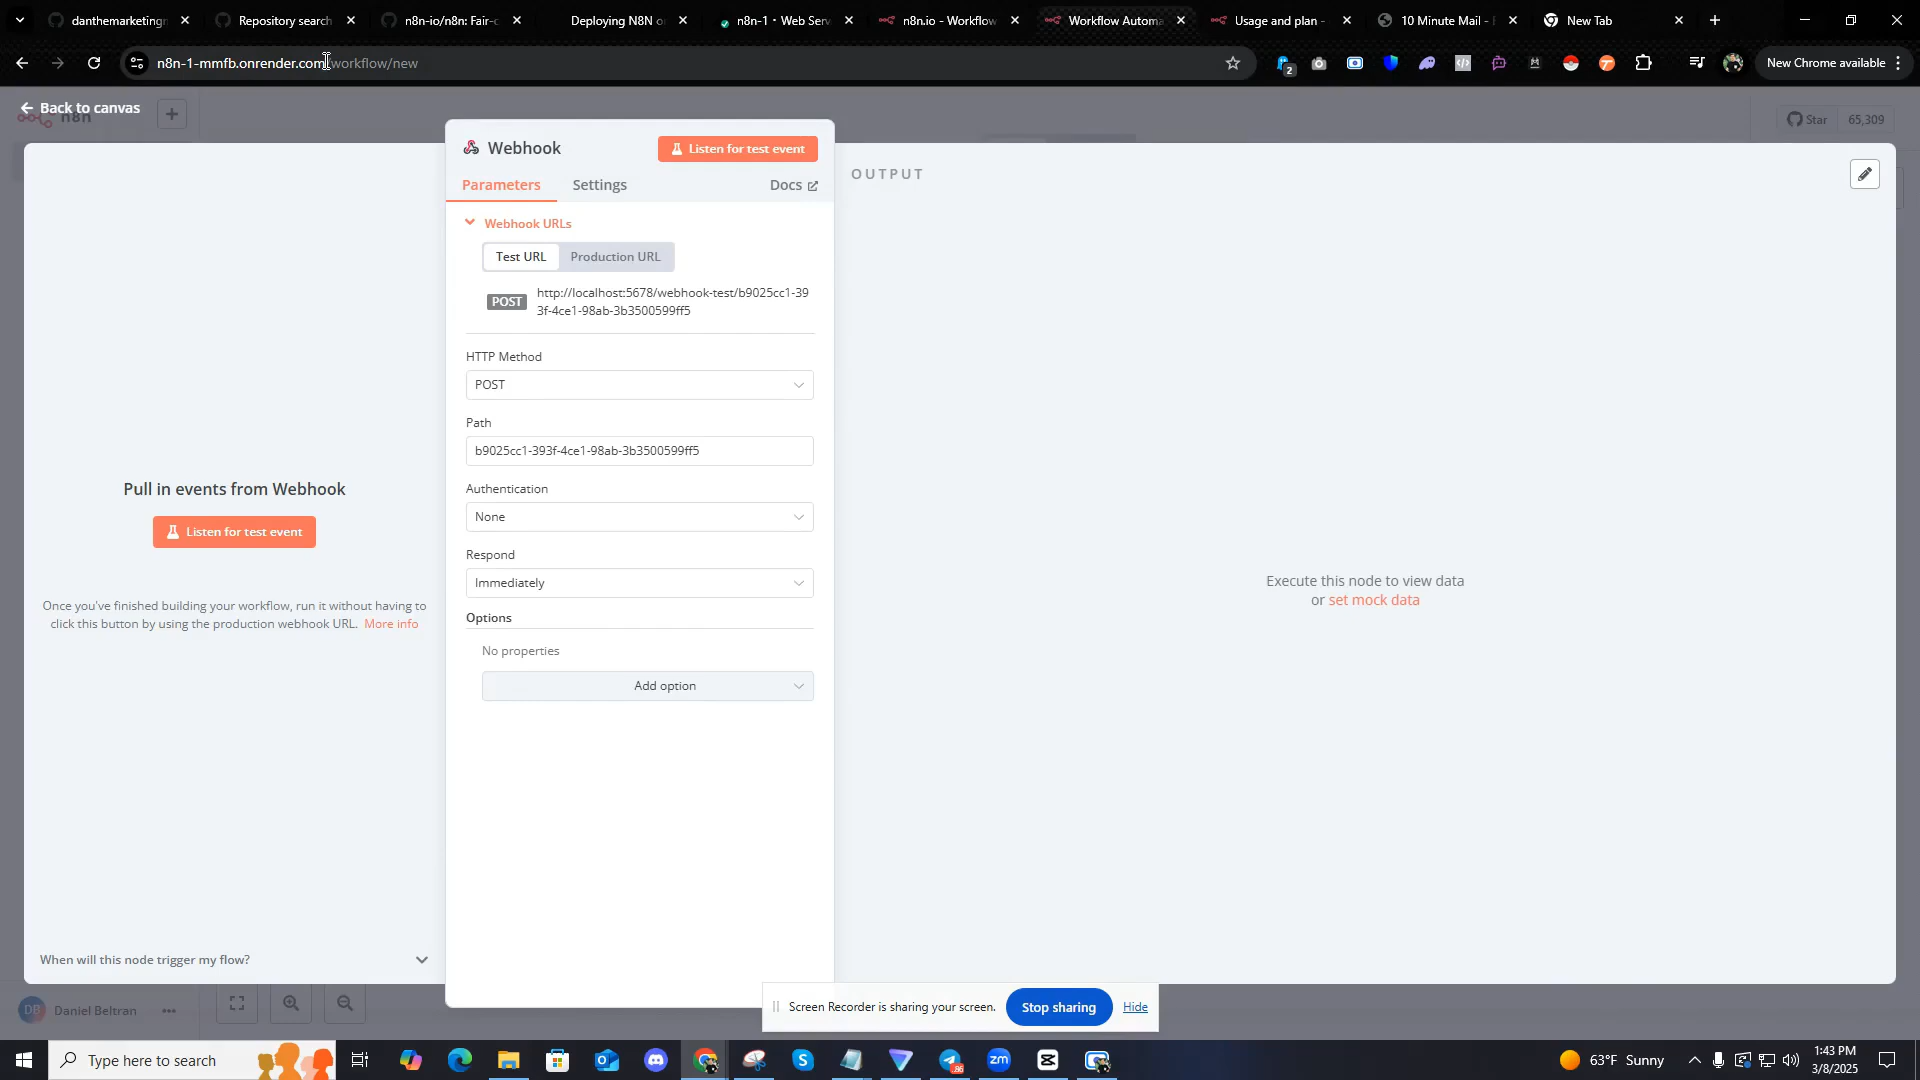 danthemarketingn
Repository search
n8n-io/n8n: Fair-c
Deploying N8N o
n8n-1 · Web Serv
n8n.io - Workflow
Workflow Automa
Usage and plan -
10 Minute Mail -
New Tab
n8n-1-mmfb.onrender.com/workflow/new
2
New Chrome available
Back to canvas
n8n
Star 65,309
Webhook
Listen for test event
Parameters
Settings
Docs
OUTPUT
Webhook URLs
Test URL
Production URL
POST
http://localhost:5678/webhook-test/b9025cc1-39
3f-4ce1-98ab-3b3500599ff5
HTTP Method
POST
Path
b9025cc1-393f-4ce1-98ab-3b3500599ff5
Authentication
None
Respond
Immediately
Options
No properties
Add option
Pull in events from Webhook
Listen for test event
Once you've finished building your workflow, run it without having to
click this button by using the production webhook URL. More info
When will this node trigger my flow?
Execute this node to view data
or set mock data
DB
Daniel Beltran
Screen Recorder is sharing your screen.
Stop sharing
Hide
Type here to search
zm
86
63°F Sunny
1:43 PM
3/8/2025